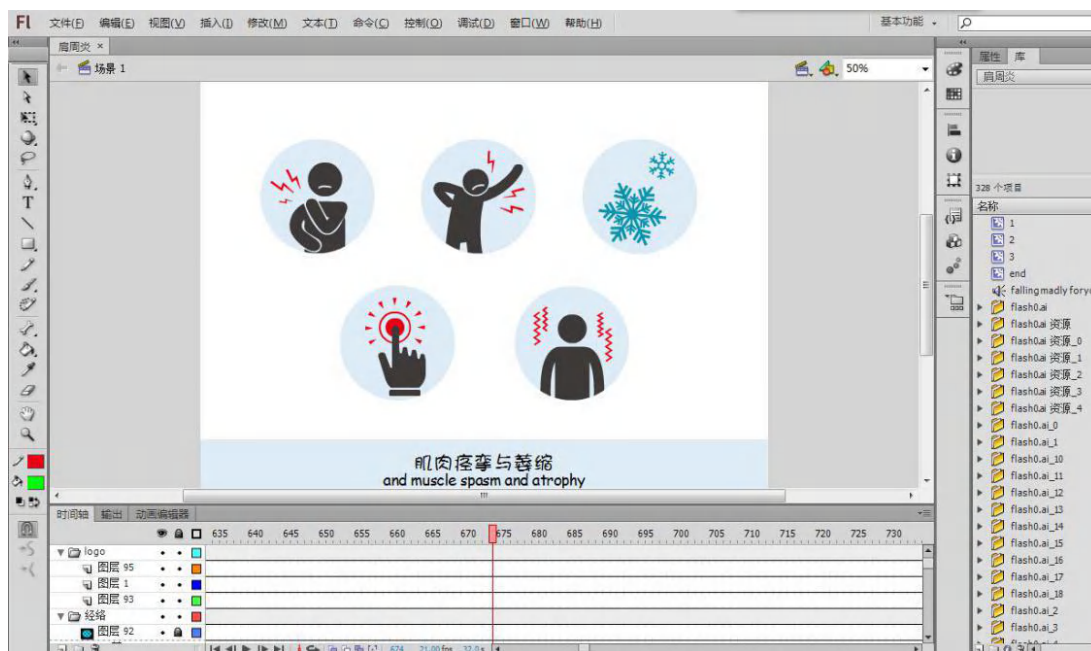 Fl 文件(F) 编辑(E) 视图(V) 插入(I) 修改(M) 文本(T) 命令(C) 控制(O) 调试(D) 窗口(W) 帮助(H) 基本功能
肩周炎 ×
场景 1 50%
属性 库
肩周炎
328 个项目
名称
1
2
3
end
falling madly foryo
flash0.ai
flash0.ai 资源
flash0.ai 资源_0
flash0.ai 资源_1
flash0.ai 资源_2
flash0.ai 资源_3
flash0.ai 资源_4
flash0.ai_0
flash0.ai_1
flash0.ai_10
flash0.ai_11
flash0.ai_12
flash0.ai_13
flash0.ai_14
flash0.ai_15
flash0.ai_16
flash0.ai_17
flash0.ai_18
flash0.ai_2
flash0.ai_3
肌肉痉挛与萎缩
and muscle spasm and atrophy
时间轴 输出 动画编辑器
635 640 645 650 655 660 665 670 675 680 685 690 695 700 705 710 715 720 725 730
logo
图层 95
图层 1
图层 93
经络
图层 92
674 21.00 fps 32.0 s